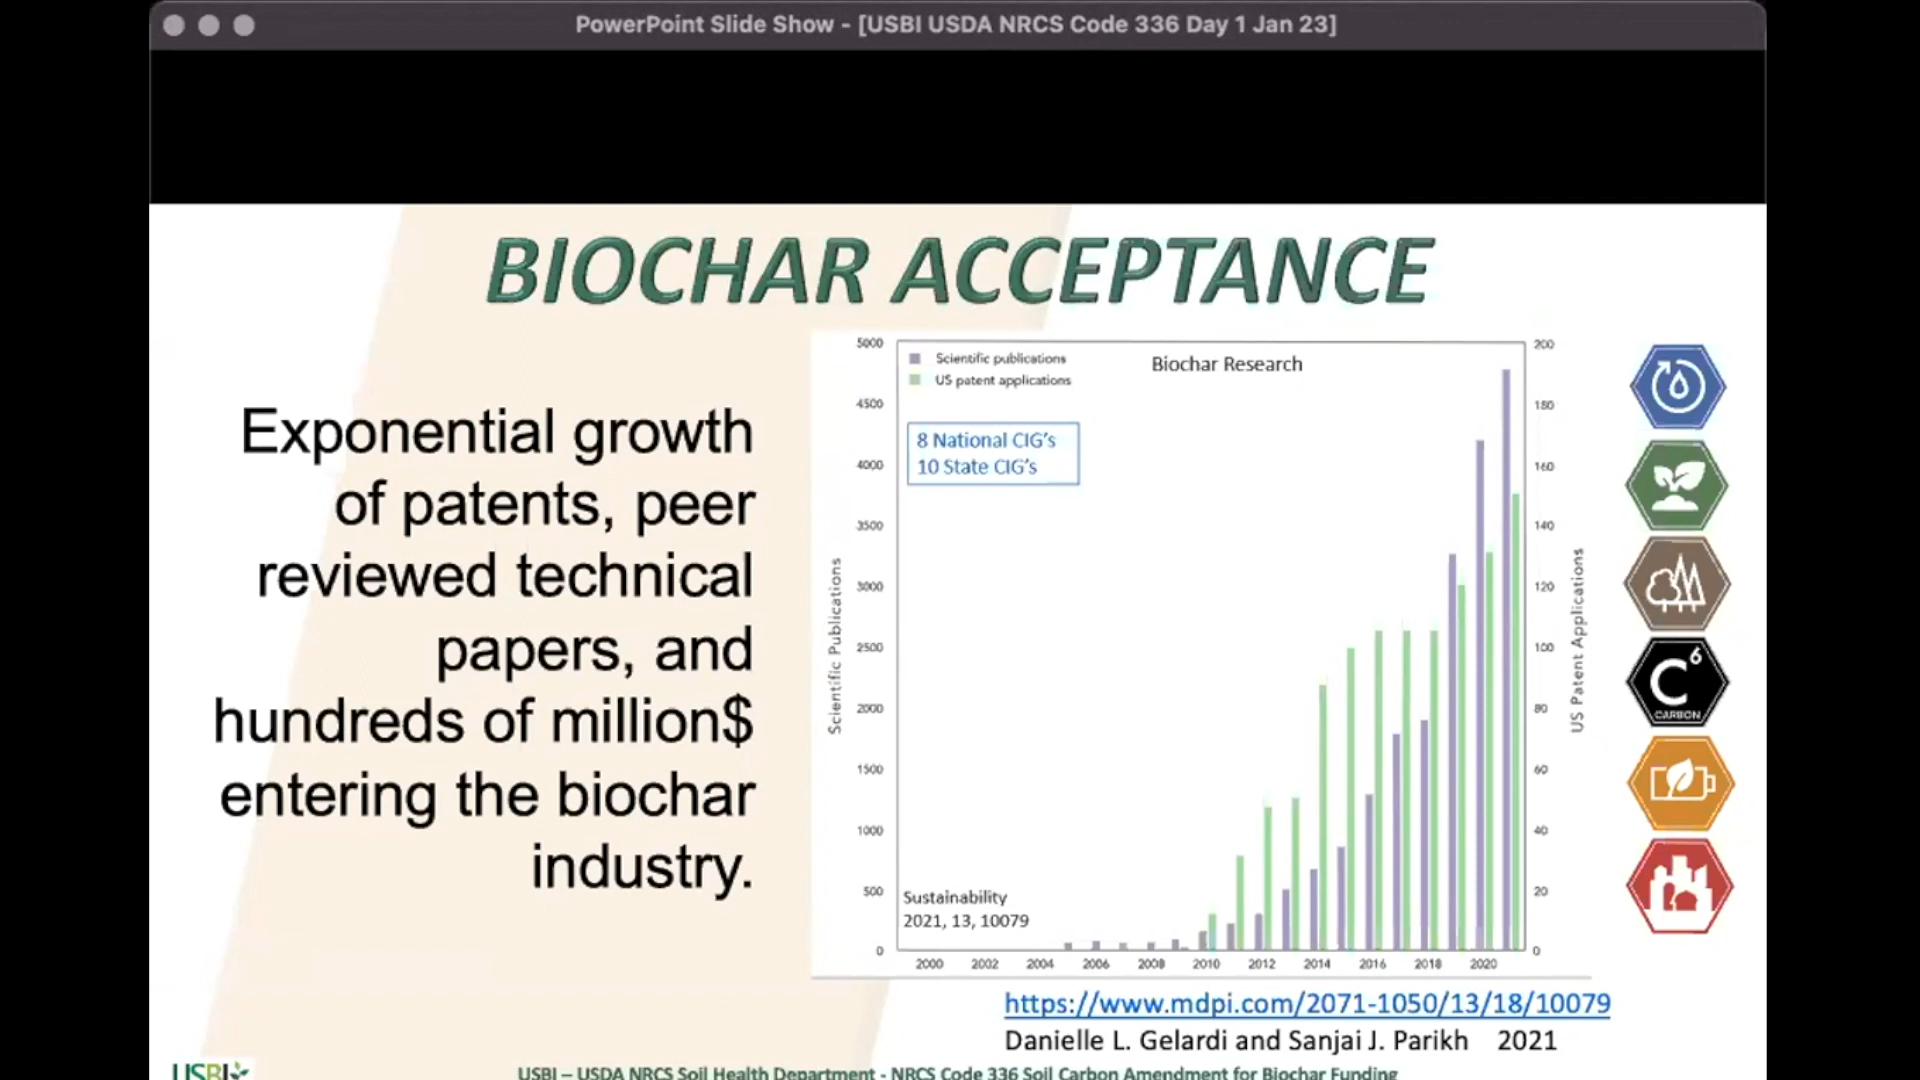 PowerPoint Slide Show - [USBI USDA NRCS Code 336 Day 1 Jan 23]
BIOCHAR ACCEPTANCE
Exponential growth
of patents, peer
reviewed technical
papers, and
hundreds of million$
entering the biochar
industry.
Biochar Research
Scientific publications
US patent applications
8 National CIG's
10 State CIG's
Scientific Publications
5000
4500
4000
3500
3000
2500
2000
1500
1000
500
0
Sustainability
2021, 13, 10079
2000 2002 2004 2006 2008 2010 2012 2014 2016 2018 2020
200
180
160
140
120
100
80
60
40
20
0
US Patent Applications
C 6
CARBON
https://www.mdpi.com/2071-1050/13/18/10079
Danielle L. Gelardi and Sanjai J. Parikh 2021
USBI
USBI – USDA NRCS Soil Health Department - NRCS Code 336 Soil Carbon Amendment for Biochar Funding